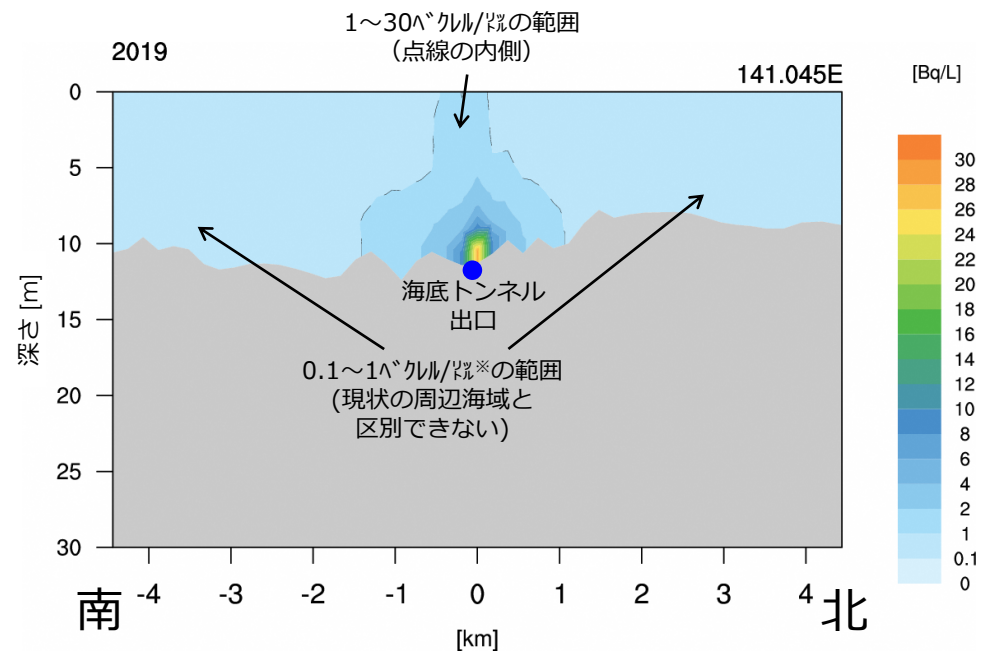 1～30ﾍﾞｸﾚﾙ/㍑の範囲
（点線の内側）
2019
141.045E
[Bq/L]
0
5
10
15
20
25
30
深さ [m]
海底トンネル
出口
0.1～1ﾍﾞｸﾚﾙ/㍑※の範囲
(現状の周辺海域と
区別できない)
30
28
26
24
22
20
18
16
14
12
10
8
6
4
2
1
0.1
0
南 -4 -3 -2 -1 0 1 2 3 4 北
[km]